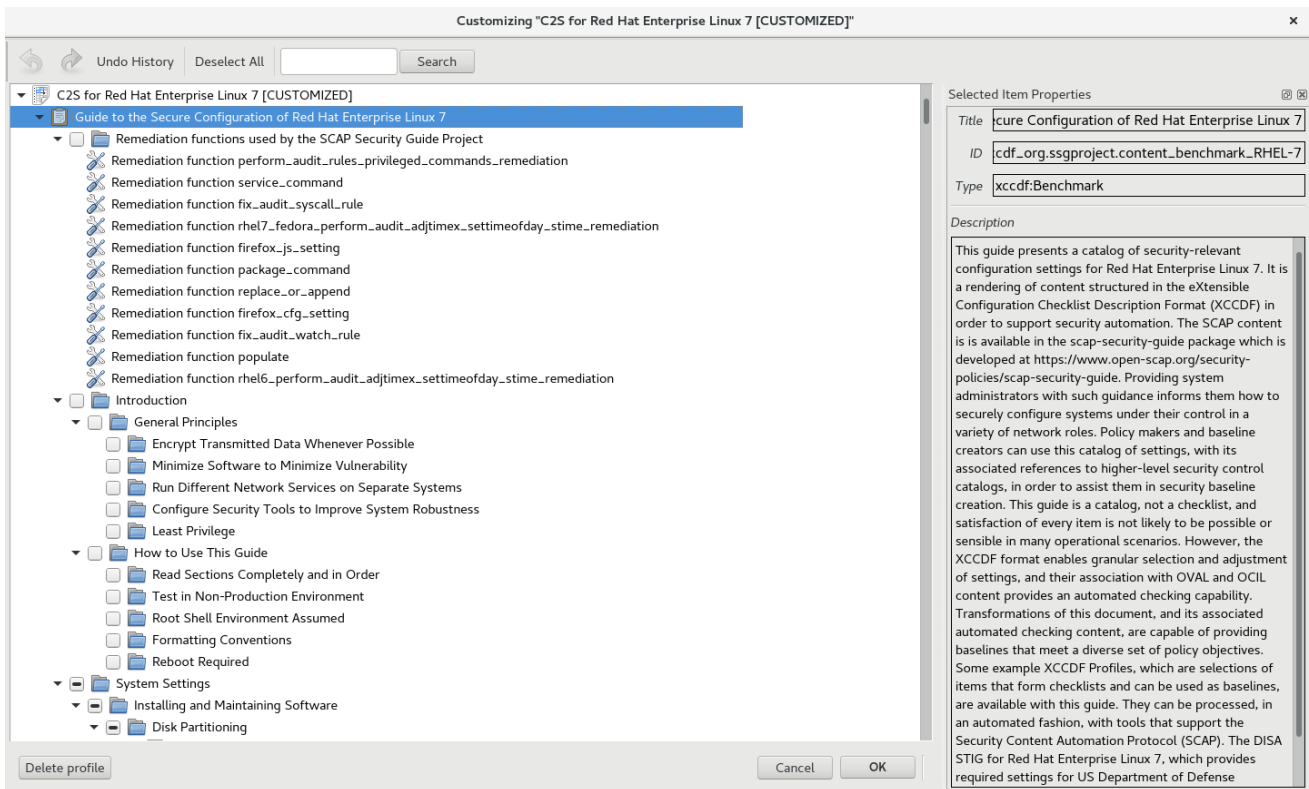 Customizing "C2S for Red Hat Enterprise Linux 7 [CUSTOMIZED]"
Undo History
Deselect All
Search
C2S for Red Hat Enterprise Linux 7 [CUSTOMIZED]
Guide to the Secure Configuration of Red Hat Enterprise Linux 7
Remediation functions used by the SCAP Security Guide Project
Remediation function perform_audit_rules_privileged_commands_remediation
Remediation function service_command
Remediation function fix_audit_syscall_rule
Remediation function rhel7_fedora_perform_audit_adjtimex_settimeofday_stime_remediation
Remediation function firefox_js_setting
Remediation function package_command
Remediation function replace_or_append
Remediation function firefox_cfg_setting
Remediation function fix_audit_watch_rule
Remediation function populate
Remediation function rhel6_perform_audit_adjtimex_settimeofday_stime_remediation
Introduction
General Principles
Encrypt Transmitted Data Whenever Possible
Minimize Software to Minimize Vulnerability
Run Different Network Services on Separate Systems
Configure Security Tools to Improve System Robustness
Least Privilege
How to Use This Guide
Read Sections Completely and in Order
Test in Non-Production Environment
Root Shell Environment Assumed
Formatting Conventions
Reboot Required
System Settings
Installing and Maintaining Software
Disk Partitioning
Delete profile
Cancel
OK
Selected Item Properties
Title
cure Configuration of Red Hat Enterprise Linux 7
ID
cdf_org.ssgproject.content_benchmark_RHEL-7
Type
xccdf:Benchmark
Description
This guide presents a catalog of security-relevant
configuration settings for Red Hat Enterprise Linux 7. It is
a rendering of content structured in the eXtensible
Configuration Checklist Description Format (XCCDF) in
order to support security automation. The SCAP content
is is available in the scap-security-guide package which is
developed at https://www.open-scap.org/security-
policies/scap-security-guide. Providing system
administrators with such guidance informs them how to
securely configure systems under their control in a
variety of network roles. Policy makers and baseline
creators can use this catalog of settings, with its
associated references to higher-level security control
catalogs, in order to assist them in security baseline
creation. This guide is a catalog, not a checklist, and
satisfaction of every item is not likely to be possible or
sensible in many operational scenarios. However, the
XCCDF format enables granular selection and adjustment
of settings, and their association with OVAL and OCIL
content provides an automated checking capability.
Transformations of this document, and its associated
automated checking content, are capable of providing
baselines that meet a diverse set of policy objectives.
Some example XCCDF Profiles, which are selections of
items that form checklists and can be used as baselines,
are available with this guide. They can be processed, in
an automated fashion, with tools that support the
Security Content Automation Protocol (SCAP). The DISA
STIG for Red Hat Enterprise Linux 7, which provides
required settings for US Department of Defense